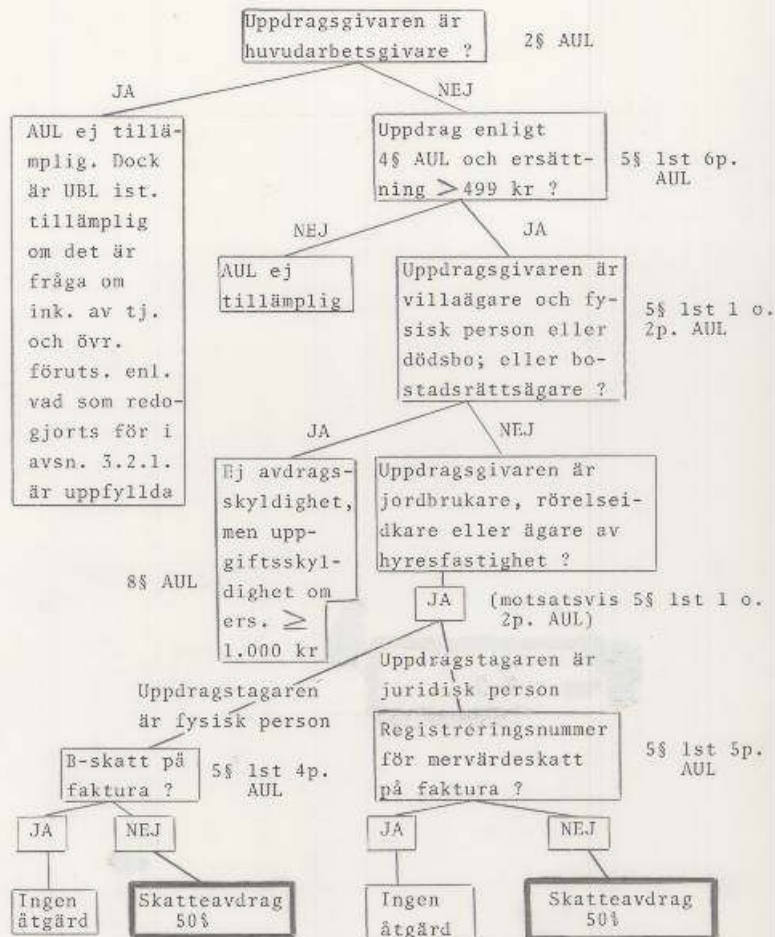 Uppdragsgivaren är
huvudarbetsgivare ?
2§ AUL
JA
NEJ
AUL ej tillä-
mplig. Dock
är UBL ist.
tillämplig
om det är
fråga om
ink. av tj.
och övr.
föruts. enl.
vad som redo-
gjorts för i
avsn. 3.2.1.
är uppfyllda
Uppdrag enligt
4§ AUL och ersätt-
ning > 499 kr ?
5§ 1st 6p.
AUL
NEJ
JA
AUL ej
tillämplig
Uppdragsgivaren är
villaägare och fy-
sisk person eller
dödsbo; eller bo-
stadsrättsägare ?
5§ 1st 1 o.
2p. AUL
JA
NEJ
Ej avdrags-
skyldighet,
men upp-
giftsskyl-
dighet om
ers. ≥
1.000 kr
8§ AUL
Uppdragsgivaren är
jordbrukare, rörelsei-
dkare eller ägare av
hyresfastighet ?
JA
(motsatsvis 5§ 1st 1 o.
2p. AUL)
Uppdragstagaren
är fysisk person
Uppdragstagaren är
juridisk person
B-skatt på
faktura ?
5§ 1st 4p.
AUL
Registreringsnummer
för mervärdeskatt
på faktura ?
5§ 1st 5p.
AUL
JA
NEJ
JA
NEJ
Ingen
åtgärd
Skatteavdrag
50%
Ingen
åtgärd
Skatteavdrag
50%